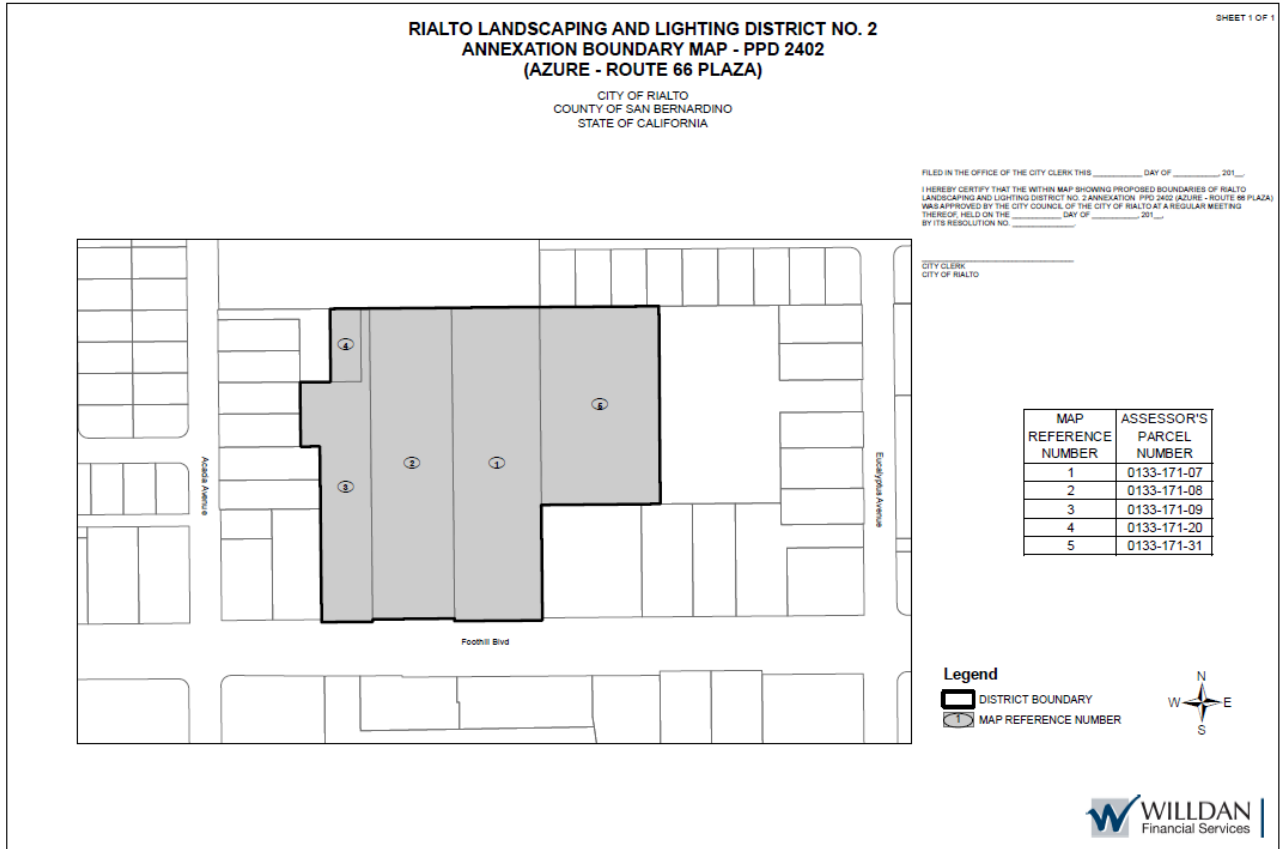 SHEET 1 OF 1
RIALTO LANDSCAPING AND LIGHTING DISTRICT NO. 2
ANNEXATION BOUNDARY MAP - PPD 2402
(AZURE - ROUTE 66 PLAZA)
CITY OF RIALTO
COUNTY OF SAN BERNARDINO
STATE OF CALIFORNIA
FILED IN THE OFFICE OF THE CITY CLERK THIS ____________ DAY OF ___________, 201__.
I HEREBY CERTIFY THAT THE WITHIN MAP SHOWING PROPOSED BOUNDARIES OF RIALTO
LANDSCAPING AND LIGHTING DISTRICT NO. 2 ANNEXATION PPD 2402 (AZURE - ROUTE 66 PLAZA)
WAS APPROVED BY THE CITY COUNCIL OF THE CITY OF RIALTO AT A REGULAR MEETING
THEREOF, HELD ON THE ____________ DAY OF ___________, 201__,
BY ITS RESOLUTION NO. _______________.
CITY CLERK
CITY OF RIALTO
4
5
2
1
3
Acadia Avenue
Eucalyptus Avenue
Foothill Blvd
MAP REFERENCE NUMBER ASSESSOR'S PARCEL NUMBER
1 0133-171-07
2 0133-171-08
3 0133-171-09
4 0133-171-20
5 0133-171-31
Legend
DISTRICT BOUNDARY
1 MAP REFERENCE NUMBER
N
W E
S
WILLDAN
Financial Services